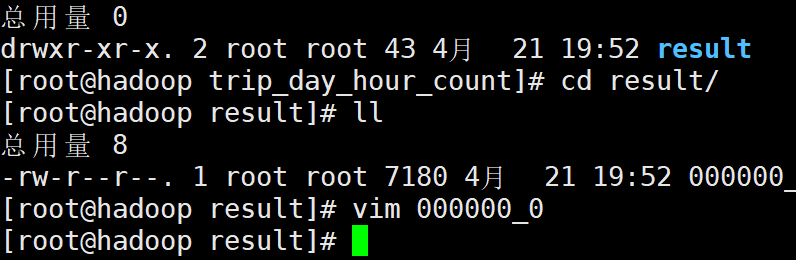 总用量 0
drwxr-xr-x. 2 root root 43 4月  21 19:52 result
[root@hadoop trip_day_hour_count]# cd result/
[root@hadoop result]# ll
总用量 8
-rw-r--r--. 1 root root 7180 4月  21 19:52 000000_
[root@hadoop result]# vim 000000_0
[root@hadoop result]#